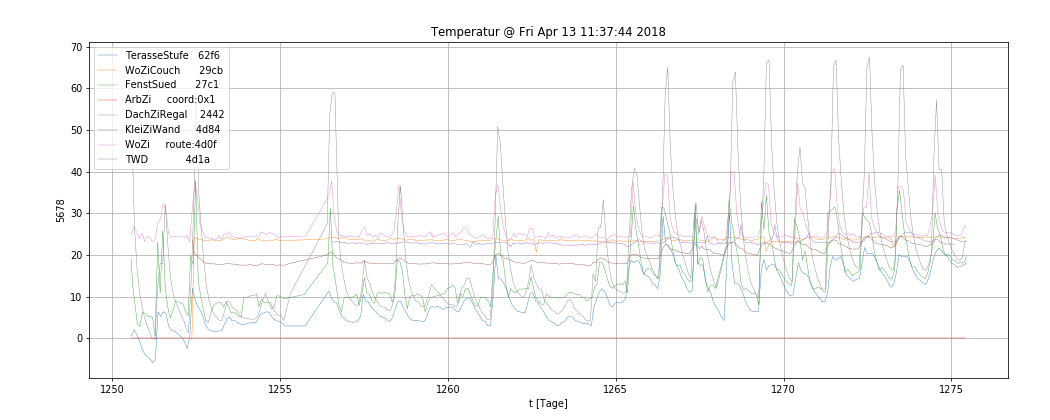 Temperatur @ Fri Apr 13 11:37:44 2018
70
60
50
40
30
20
10
0
5678
TerasseStufe 62f6
WoZiCouch 29cb
FenstSued 27c1
ArbZi coord:0x1
DachZiRegal 2442
KleiZiWand 4d84
WoZi route:4d0f
TWD 4d1a
1250 1255 1260 1265 1270 1275
t [Tage]